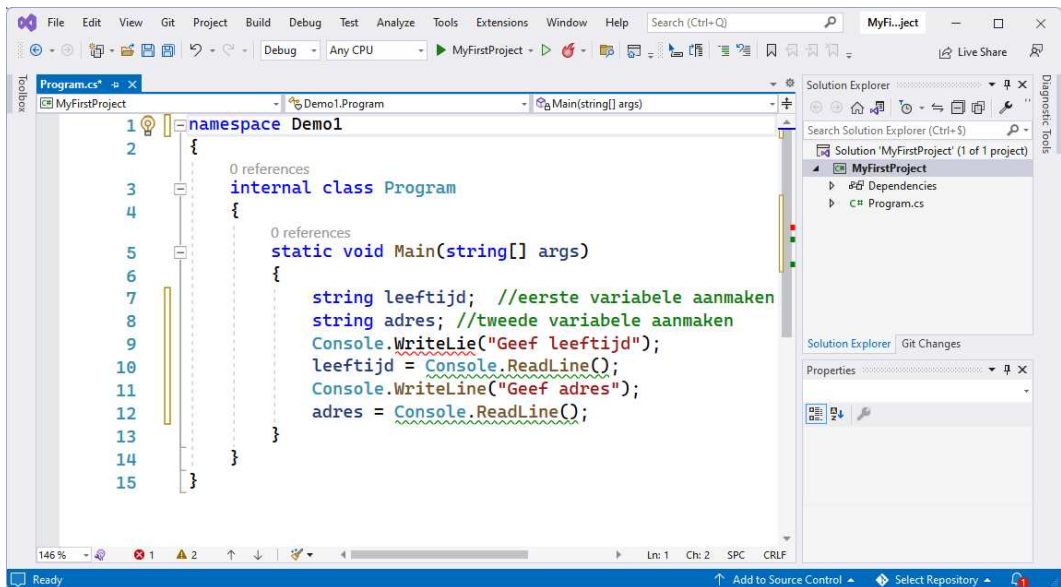 File Edit View Git Project Build Debug Test Analyze Tools Extensions Window Help Search (Ctrl+Q) MyFi...ject
Debug Any CPU MyFirstProject Live Share
Toolbox
Program.cs*
MyFirstProject Demo1.Program Main(string[] args)
1 namespace Demo1
2 {
0 references
3 internal class Program
4 {
0 references
5 static void Main(string[] args)
6 {
7 string leeftijd; //eerste variabele aanmaken
8 string adres; //tweede variabele aanmaken
9 Console.WriteLie("Geef leeftijd");
10 leeftijd = Console.ReadLine();
11 Console.WriteLine("Geef adres");
12 adres = Console.ReadLine();
13 }
14 }
15 }
146 % 1 2 Ln: 1 Ch: 2 SPC CRLF
Solution Explorer
Search Solution Explorer (Ctrl+$)
Solution 'MyFirstProject' (1 of 1 project)
MyFirstProject
Dependencies
C# Program.cs
Solution Explorer Git Changes
Properties
Diagnostic Tools
Ready Add to Source Control Select Repository 1